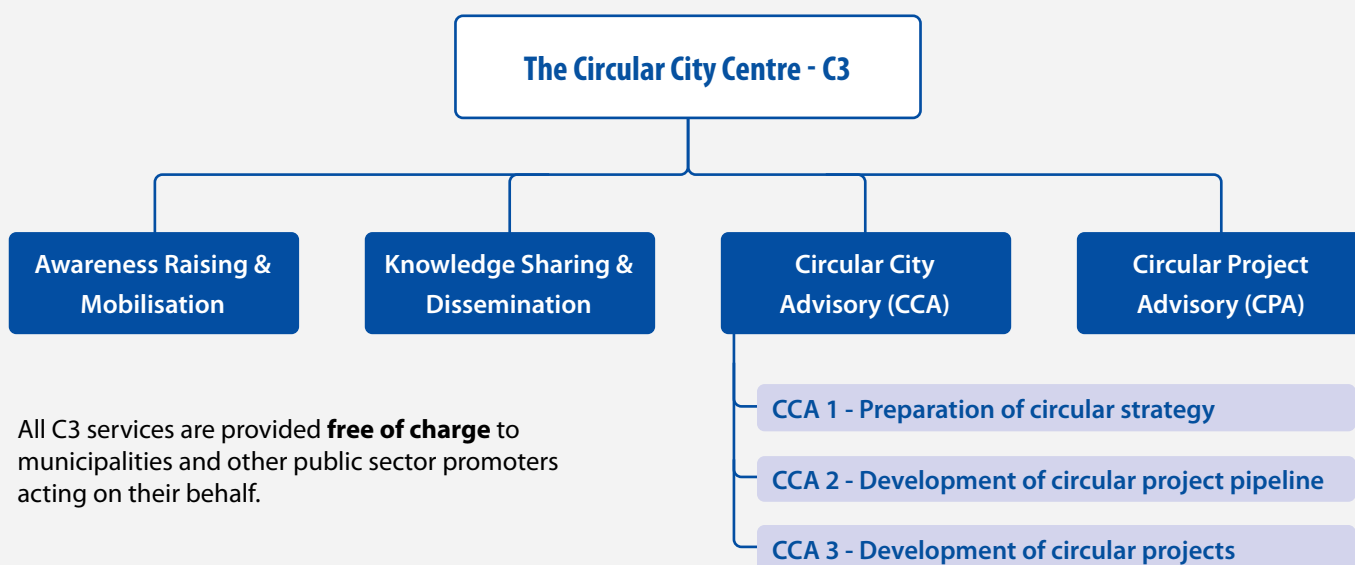 The Circular City Centre - C3
Awareness Raising &
Mobilisation
Knowledge Sharing &
Dissemination
Circular City
Advisory (CCA)
Circular Project
Advisory (CPA)
All C3 services are provided free of charge to
municipalities and other public sector promoters
acting on their behalf.
CCA 1 - Preparation of circular strategy
CCA 2 - Development of circular project pipeline
CCA 3 - Development of circular projects